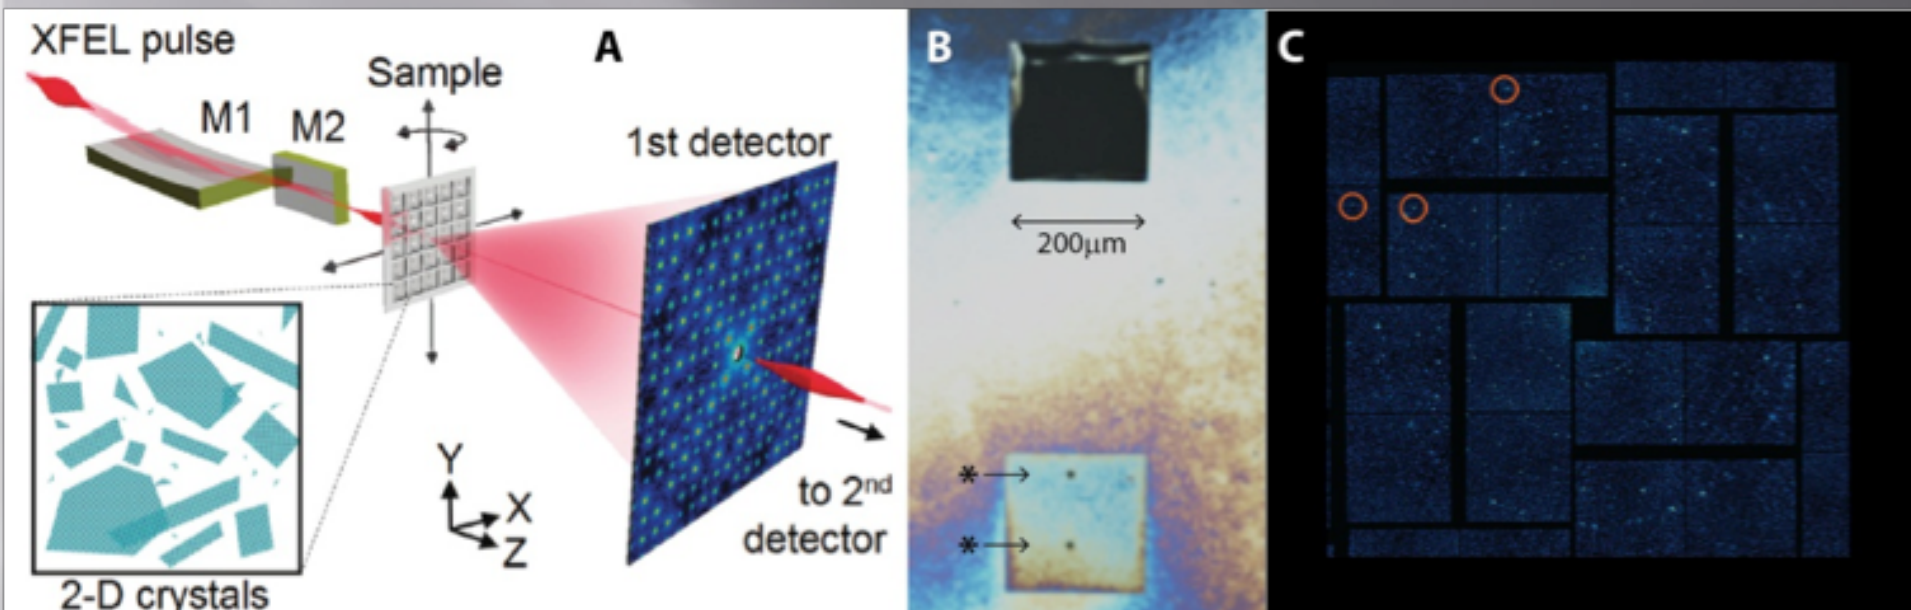 XFEL pulse
A
M1
M2
Sample
1st detector
Y
X
Z
to 2nd
detector
2-D crystals
B
200μm
*
*
C